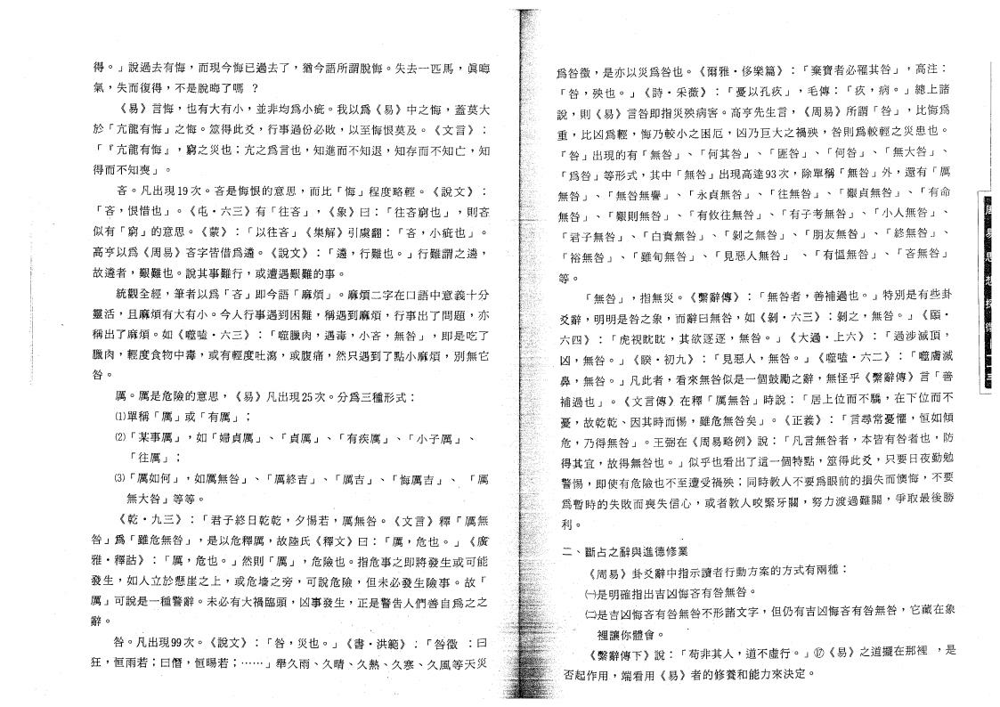 得。」說過去有悔，而現今悔已過去了，猶今語所謂脫悔。失去一匹馬，眞晦
氣，失而復得，不是脫晦了嗎 ?
《易》言悔，也有大有小，並非均爲小疵。我以爲《易》中之悔，蓋莫大
於「亢龍有悔」之悔。筮得此爻，行事過份必敗，以至悔恨莫及。《文言》：
「『亢龍有悔』，窮之災也；亢之爲言也，知進而不知退，知存而不知亡，知
得而不知喪」。
吝。凡出現19次。吝是悔恨的意思，而比「悔」程度略輕。《說文》：
「吝，恨惜也」。《屯·六三》有「往吝」，《象》曰：「往吝窮也」，則吝
似有「窮」的意思。《蒙》：「以往吝」《集解》引虞翻：「吝，小疵也」。
高亨以爲《周易》吝字皆借爲遴。《說文》：「遴，行難也。」行難謂之遴，
故遴者，艱難也。說其事難行，或遭遇艱難的事。
統觀全經，筆者以爲「吝」即今語「麻煩」。麻煩二字在口語中意義十分
靈活，且麻煩有大有小。今人行事遇到困難，稱遇到麻煩，行事出了問題，亦
稱出了麻煩。如《噬嗑·六三》：「噬臘肉，遇毒，小吝，無咎」，即是吃了
臘肉，輕度食物中毒，或有輕度吐瀉，或腹痛，然只遇到了點小麻煩，別無它
咎。
厲。厲是危險的意思，《易》凡出現25次。分爲三種形式：
⑴單稱「厲」或「有厲」；
⑵「某事厲」，如「婦貞厲」、「貞厲」、「有疾厲」、「小子厲」、
「往厲」；
⑶「厲如何」，如厲無咎」、「厲終吉」、「厲吉」、「悔厲吉」、「厲
無大咎」等等。
《乾·九三》：「君子終日乾乾，夕惕若，厲無咎。《文言》釋「厲無
咎」爲「雖危無咎」，是以危釋厲，故陸氏《釋文》曰：「厲，危也。」《廣
雅·釋詁》：「厲，危也。」然則「厲」，危險也。指危事之即將發生或可能
發生，如人立於懸崖之上，或危墻之旁，可說危險，但未必發生險事。故「
厲」可說是一種警辭。未必有大禍臨頭，凶事發生，正是警告人們善自爲之之
辭。
咎。凡出現99次。《說文》：「咎，災也。」《書·洪範》：「咎徵：曰
狂，恒雨若；曰僭，恒暘若；……」舉久雨、久晴、久熱、久寒、久風等天災
爲咎徵，是亦以災爲咎也。《爾雅·侈樂篇》：「棄寶者必罹其咎」，高注：
「咎，殃也。」《詩·采薇》：「憂以孔疚」，毛傳：「疚，病。」總上諸
說，則《易》言咎即指災殃病害。高亨先生言，《周易》所謂「咎」，比悔爲
重，比凶爲輕，悔乃較小之困厄，凶乃巨大之禍殃，咎則爲較輕之災患也。
「咎」出現的有「無咎」、「何其咎」、「匪咎」、「何咎」、「無大咎」、
「爲咎」等形式，其中「無咎」出現高達93次，除單稱「無咎」外，還有「厲
無咎」、「無咎無譽」、「永貞無咎」、「往無咎」、「艱貞無咎」、「有命
無咎」、「艱則無咎」、「有攸往無咎」、「有子考無咎」、「小人無咎」、
「君子無咎」、「白賁無咎」、「剝之無咎」、「朋友無咎」、「終無咎」、
「裕無咎」、「雖旬無咎」、「見惡人無咎」、「有慍無咎」、「吝無咎」
等。
「無咎」，指無災。《繫辭傳》：「無咎者，善補過也。」特別是有些卦
爻辭，明明是咎之象，而辭曰無咎，如《剝·六三》：剝之，無咎。」《頤·
六四》：「虎視眈眈，其欲逐逐，無咎。」《大過·上六》：「過涉滅頂，
凶，無咎。」《睽·初九》：「見惡人，無咎。」《噬嗑·六二》：「噬膚滅
鼻，無咎。」凡此者，看來無咎似是一個鼓勵之辭，無怪乎《繫辭傳》言「善
補過也」。《文言傳》在釋「厲無咎」時說：「居上位而不驕，在下位而不
憂，故乾乾、因其時而惕，雖危無咎矣」。《正義》：「言尋常憂懼，恒如傾
危，乃得無咎」。王弼在《周易略例》說：「凡言無咎者，本皆有咎者也，防
得其宜，故得無咎也。」似乎也看出了這一個特點，筮得此爻，只要日夜勤勉
警惕，即使有危險也不至遭受禍殃；同時教人不要爲眼前的損失而懊悔，不要
爲暫時的失敗而喪失信心，或者教人咬緊牙關，努力渡過難關，爭取最後勝
利。
二、斷占之辭與進德修業
《周易》卦爻辭中指示讀者行動方案的方式有兩種：
㈠是明確指出吉凶悔吝有咎無咎。
㈡是吉凶悔吝有咎無咎不形諸文字，但仍有吉凶悔吝有咎無咎，它藏在象
裡讓你體會。
《繫辭傳下》說：「苟非其人，道不虛行。」⑰《易》之道擺在那裡，是
否起作用，端看用《易》者的修養和能力來決定。
周易思想探微